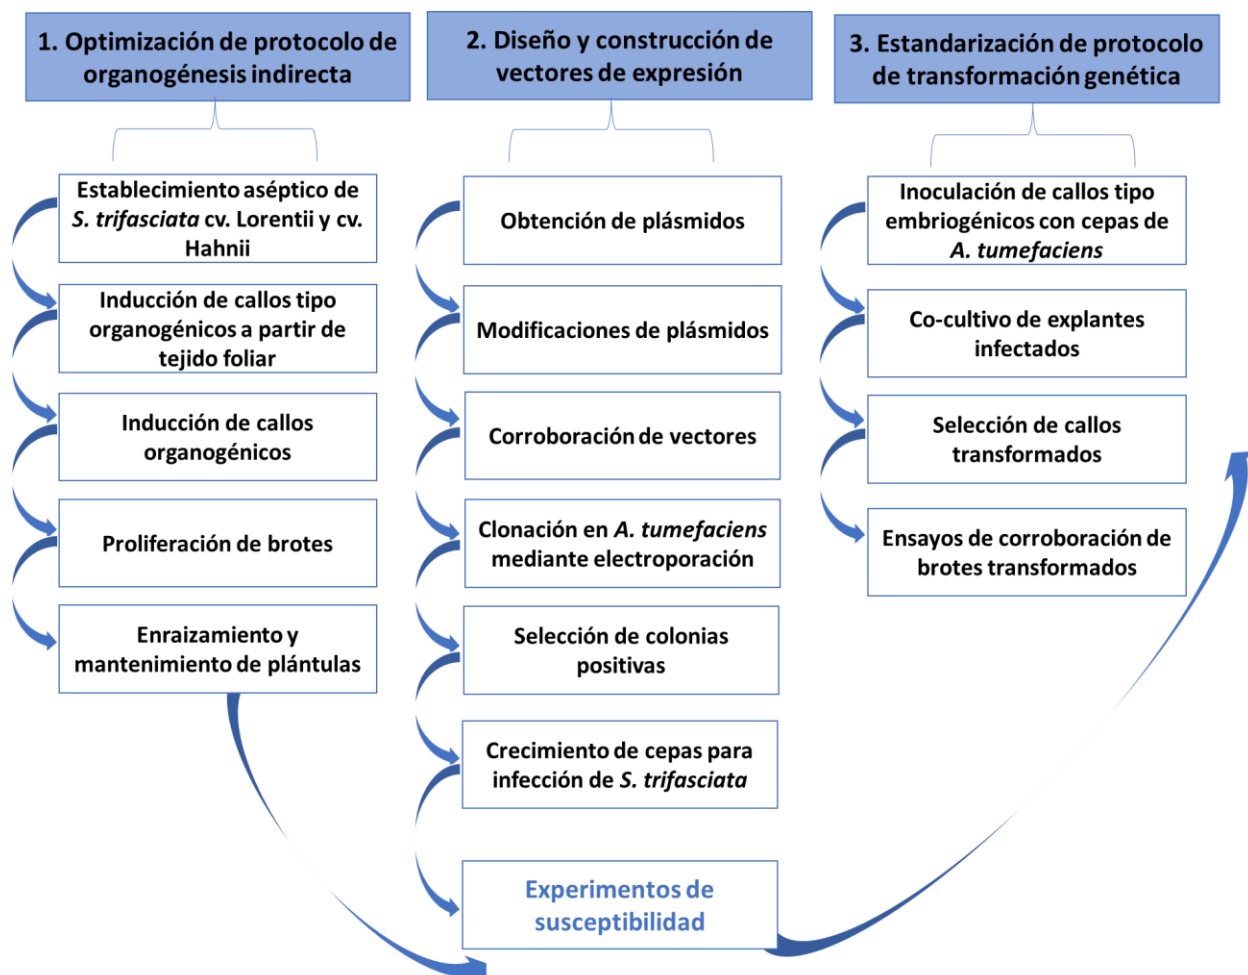 1. Optimización de protocolo de
organogénesis indirecta
Establecimiento aséptico de
S. trifasciata cv. Lorentii y cv.
Hahnii
Inducción de callos tipo
organogénicos a partir de
tejido foliar
Inducción de callos
organogénicos
Proliferación de brotes
Enraizamiento y
mantenimiento de plántulas
2. Diseño y construcción de
vectores de expresión
Obtención de plásmidos
Modificaciones de plásmidos
Corroboración de vectores
Clonación en A. tumefaciens
mediante electroporación
Selección de colonias
positivas
Crecimiento de cepas para
infección de S. trifasciata
Experimentos de
susceptibilidad
3. Estandarización de protocolo
de transformación genética
Inoculación de callos tipo
embriogénicos con cepas de
A. tumefaciens
Co-cultivo de explantes
infectados
Selección de callos
transformados
Ensayos de corroboración de
brotes transformados